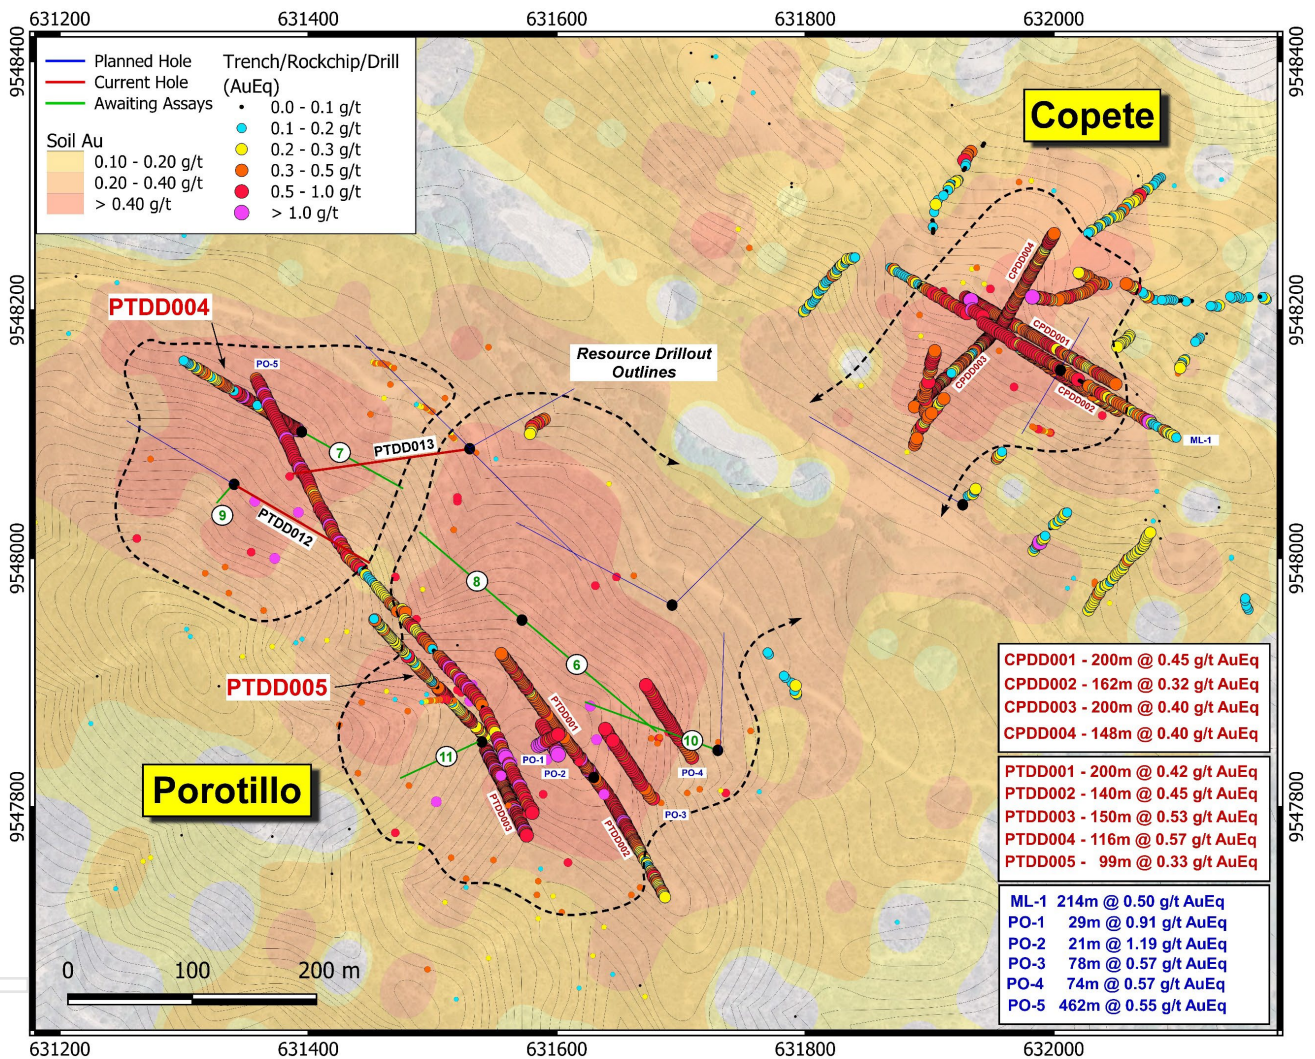 631200 631400 631600 631800 632000
9548400
9548200
9548000
9547800
9548400
9548200
9548000
9547800
Planned Hole
Current Hole
Awaiting Assays
Soil Au
0.10 - 0.20 g/t
0.20 - 0.40 g/t
> 0.40 g/t
Trench/Rockchip/Drill
(AuEq)
0.0 - 0.1 g/t
0.1 - 0.2 g/t
0.2 - 0.3 g/t
0.3 - 0.5 g/t
0.5 - 1.0 g/t
> 1.0 g/t
Copete
CPDD004
CPDD001
CPDD003
CPDD002
ML-1
PTDD004
PO-5
Resource Drillout
Outlines
7
PTDD013
9
PTDD012
8
6
PTDD005
PTDD001
10
11
PO-1
PO-2
PO-4
PO-3
PTDD003
PTDD002
Porotillo
CPDD001 - 200m @ 0.45 g/t AuEq
CPDD002 - 162m @ 0.32 g/t AuEq
CPDD003 - 200m @ 0.40 g/t AuEq
CPDD004 - 148m @ 0.40 g/t AuEq
PTDD001 - 200m @ 0.42 g/t AuEq
PTDD002 - 140m @ 0.45 g/t AuEq
PTDD003 - 150m @ 0.53 g/t AuEq
PTDD004 - 116m @ 0.57 g/t AuEq
PTDD005 - 99m @ 0.33 g/t AuEq
ML-1 214m @ 0.50 g/t AuEq
PO-1 29m @ 0.91 g/t AuEq
PO-2 21m @ 1.19 g/t AuEq
PO-3 78m @ 0.57 g/t AuEq
PO-4 74m @ 0.57 g/t AuEq
PO-5 462m @ 0.55 g/t AuEq
0 100 200 m
631200 631400 631600 631800 632000